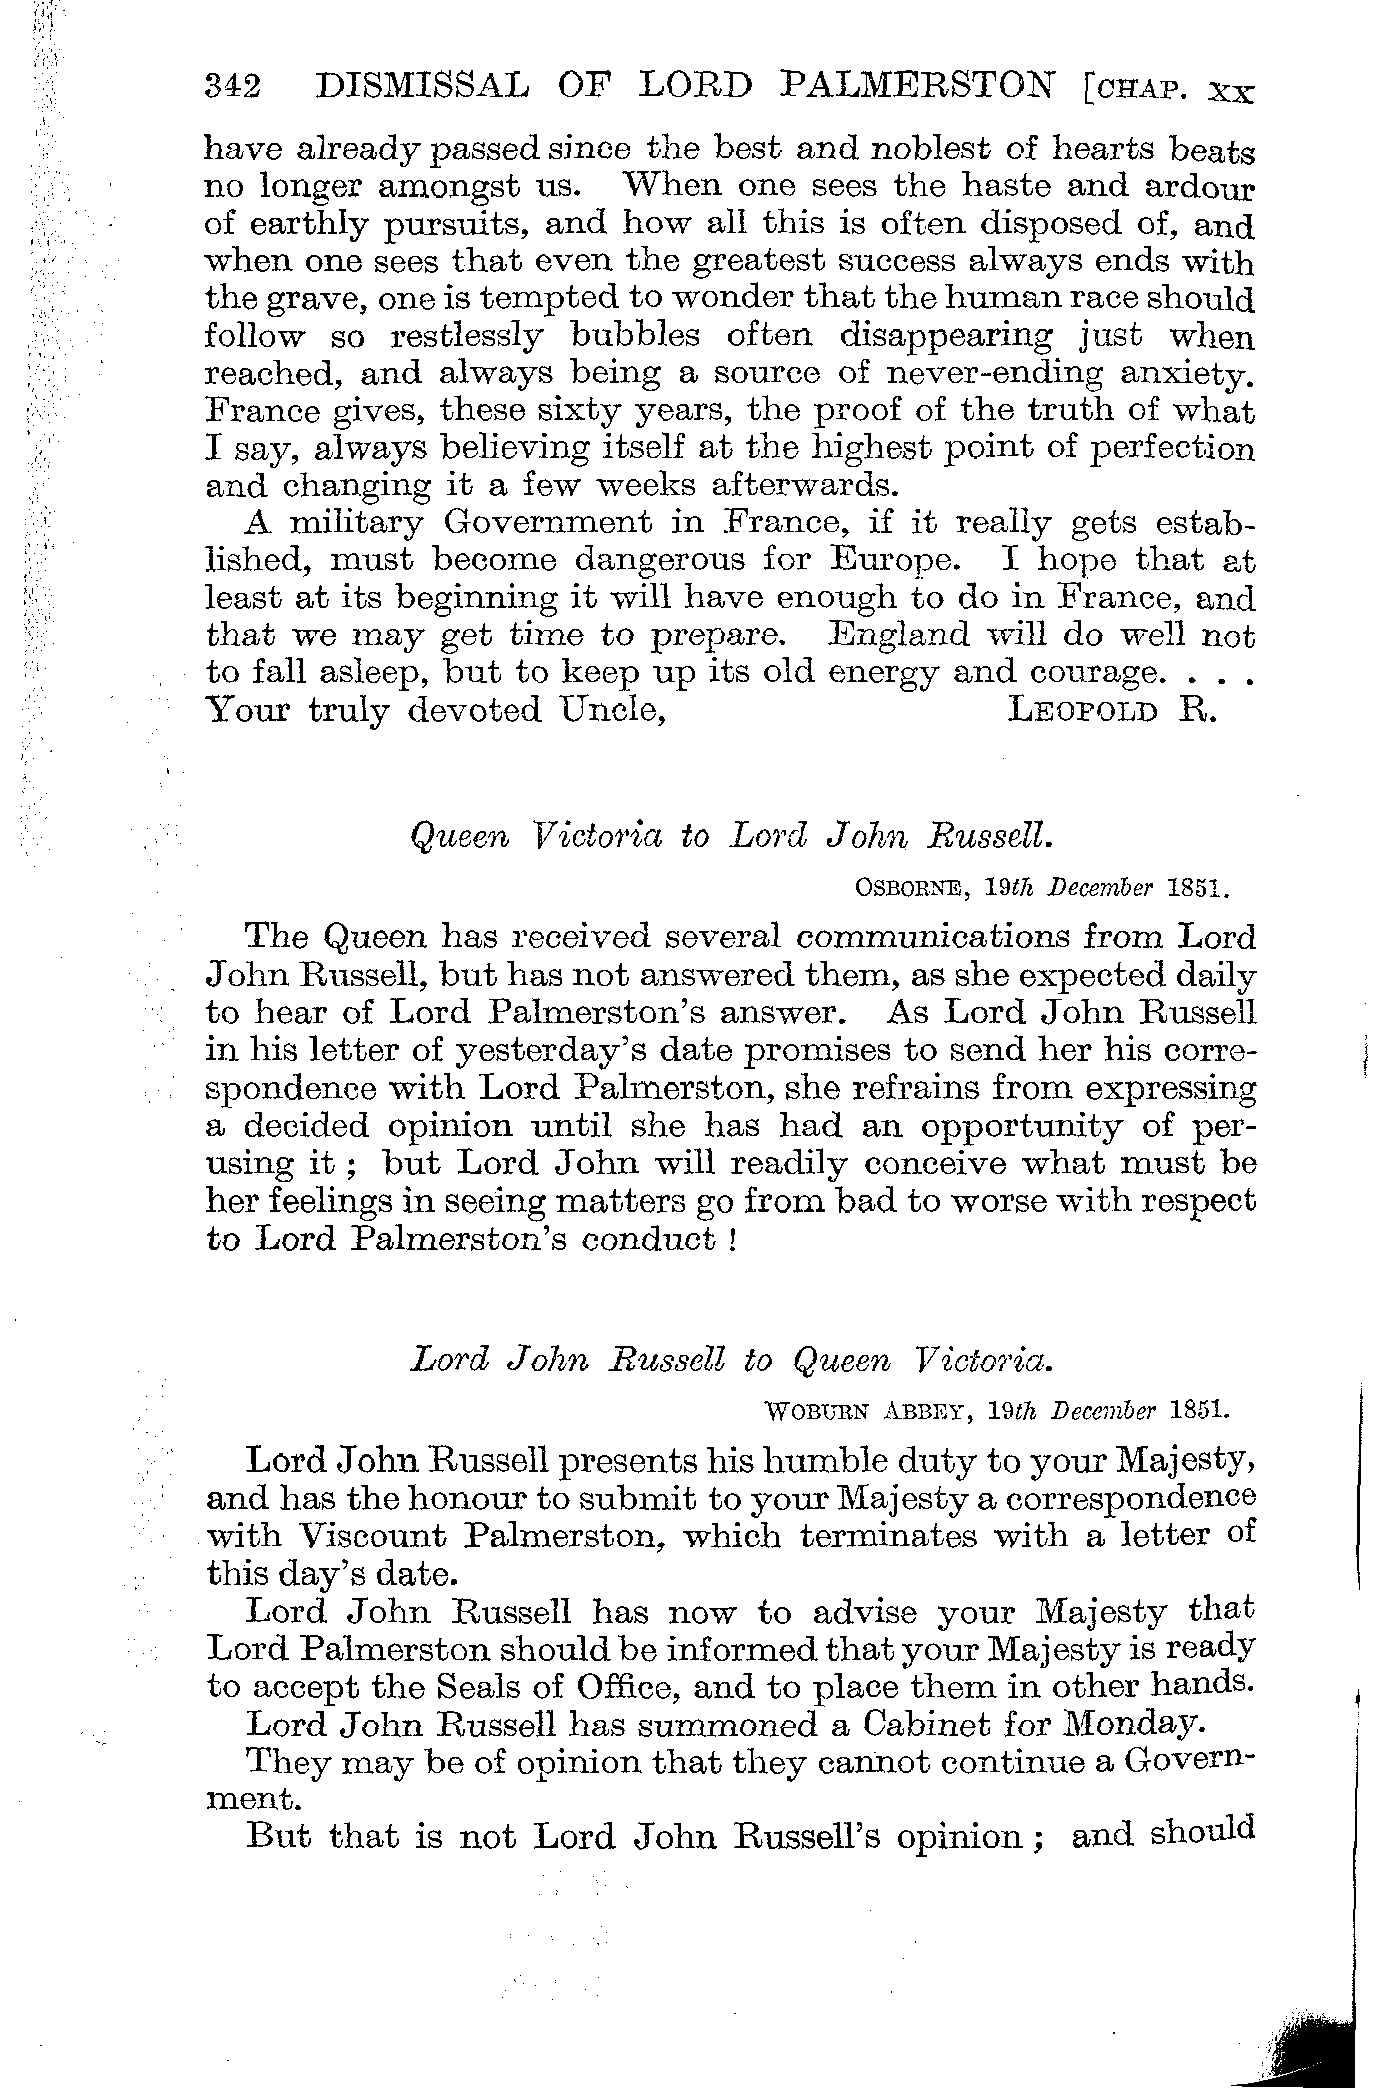 342 DISMISSAL OF LORD PALMERSTON [CHAP. XX
have already passed since the best and noblest of hearts beats
no longer amongst us. When one sees the haste and ardour
of earthly pursuits, and how all this is often disposed of, and
when one sees that even the greatest success always ends with
the grave, one is tempted to wonder that the human race should
follow so restlessly bubbles often disappearing just when
reached, and always being a source of never-ending anxiety.
France gives, these sixty years, the proof of the truth of what
I say, always believing itself at the highest point of perfection
and changing it a few weeks afterwards.
A military Government in France, if it really gets estab-
lished, must become dangerous for Europe. I hope that at
least at its beginning it will have enough to do in France, and
that we may get time to prepare. England will do well not
to fall asleep, but to keep up its old energy and courage. . . .
Your truly devoted Uncle, LEOPOLD R.
Queen Victoria to Lord John Russell.
OSBORNE, 19th December 1851.
The Queen has received several communications from Lord
John Russell, but has not answered them, as she expected daily
to hear of Lord Palmerston's answer. As Lord John Russell
in his letter of yesterday's date promises to send her his corre-
spondence with Lord Palmerston, she refrains from expressing
a decided opinion until she has had an opportunity of per-
using it ; but Lord John will readily conceive what must be
her feelings in seeing matters go from bad to worse with respect
to Lord Palmerston's conduct !
Lord John Russell to Queen Victoria.
WOBURN ABBEY, 19th December 1851.
Lord John Russell presents his humble duty to your Majesty,
and has the honour to submit to your Majesty a correspondence
with Viscount Palmerston, which terminates with a letter of
this day's date.
Lord John Russell has now to advise your Majesty that
Lord Palmerston should be informed that your Majesty is ready
to accept the Seals of Office, and to place them in other hands.
Lord John Russell has summoned a Cabinet for Monday.
They may be of opinion that they cannot continue a Govern-
ment.
But that is not Lord John Russell's opinion ; and should